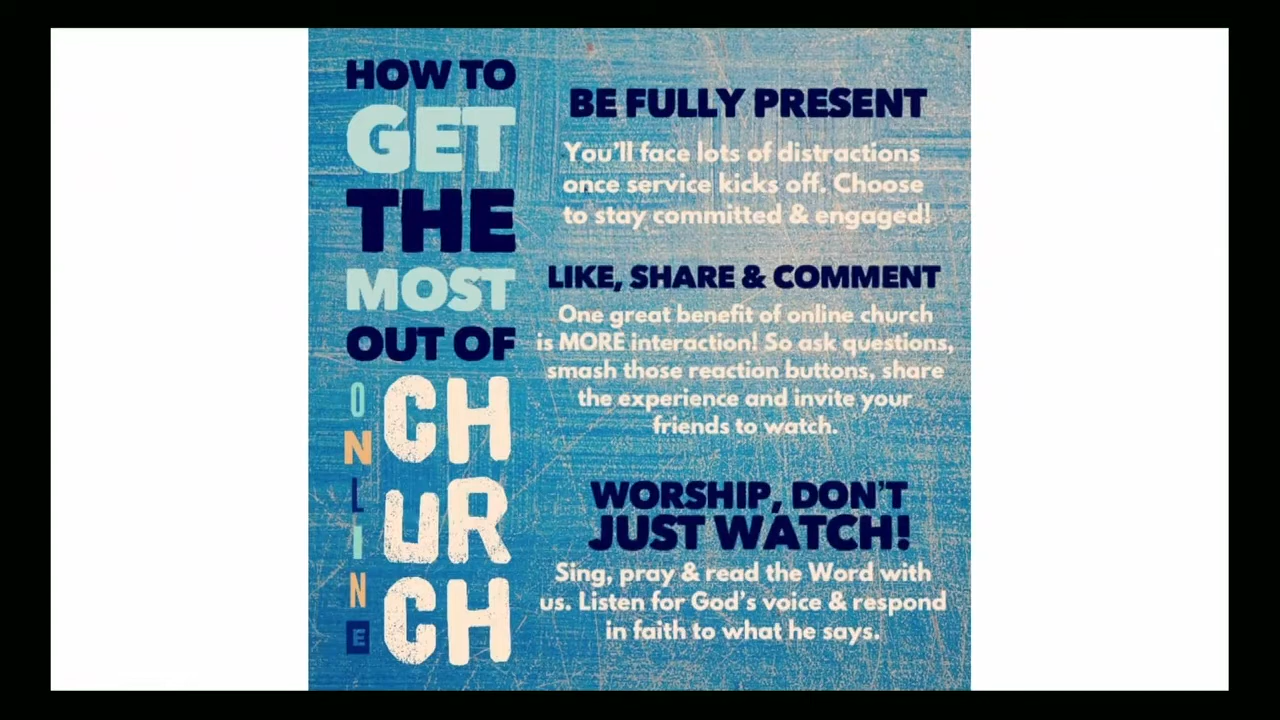 HOW TO
GET
THE
MOST
OUT OF
ONLINE
CH
uR
CH
BE FULLY PRESENT
You'll face lots of distractions
once service kicks off. Choose
to stay committed & engaged!
LIKE, SHARE & COMMENT
One great benefit of online church
is MORE interaction! So ask questions,
smash those reaction buttons, share
the experience and invite your
friends to watch.
WORSHIP, DON'T
JUST WATCH!
Sing, pray & read the Word with
us. Listen for God's voice & respond
in faith to what he says.